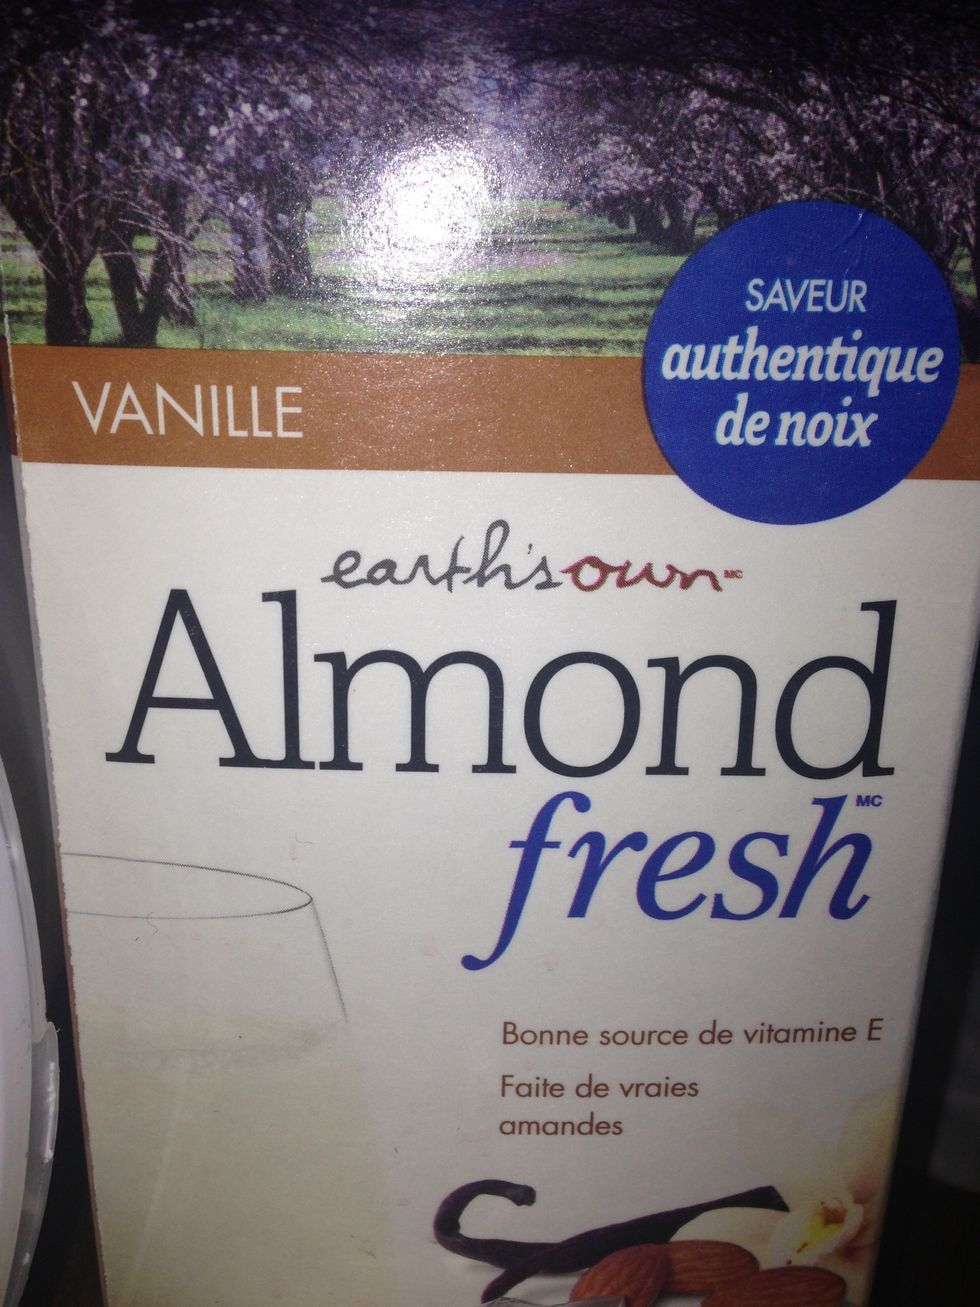 SAVEUR
authentique
de noix
VANILLE
earth's own MC
Almond
fresh MC
Bonne source de vitamine E
Faite de vraies
amandes